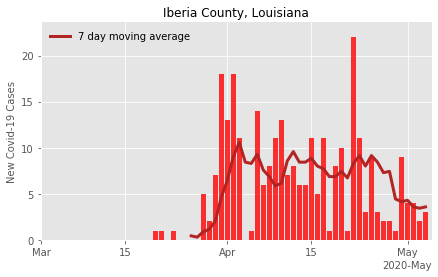 Iberia County, Louisiana
7 day moving average
New Covid-19 Cases
20
15
10
5
0
Mar
15
Apr
15
May
2020-May